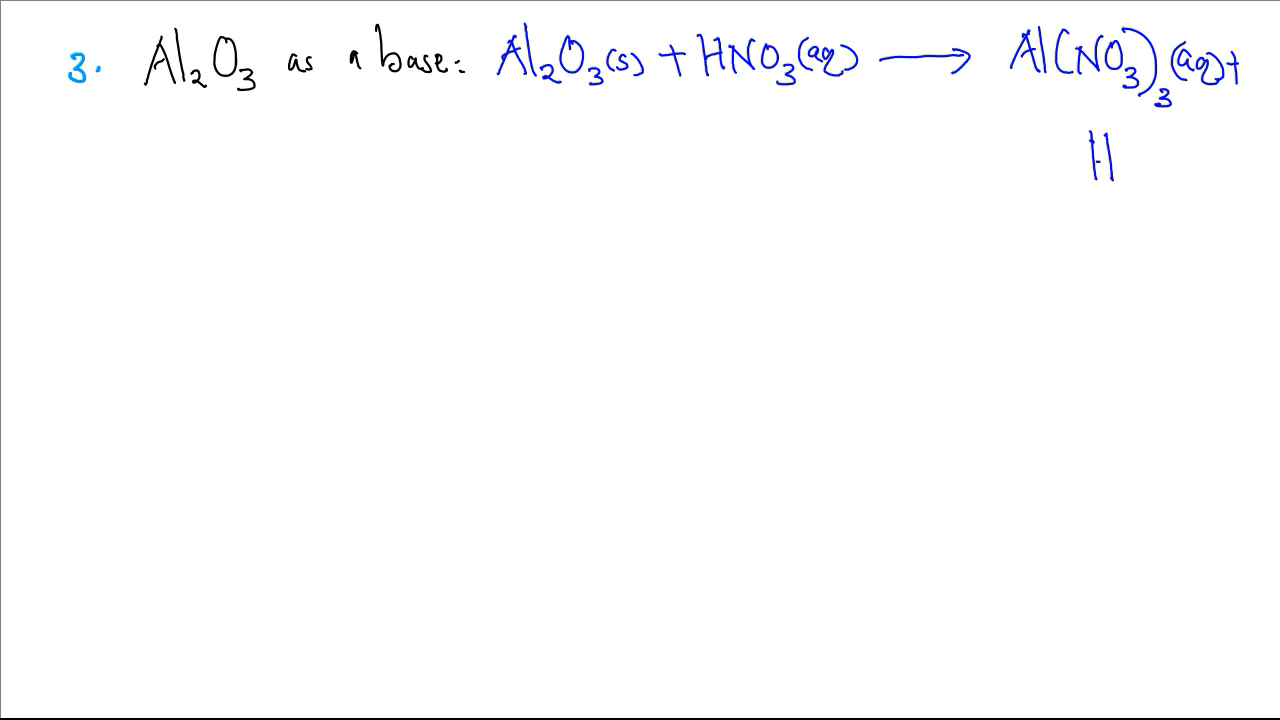 3. Al₂O₃ as a base: Al₂O₃(s) + HNO₃(aq) ⟶ Al(NO₃)₃(aq)+
H